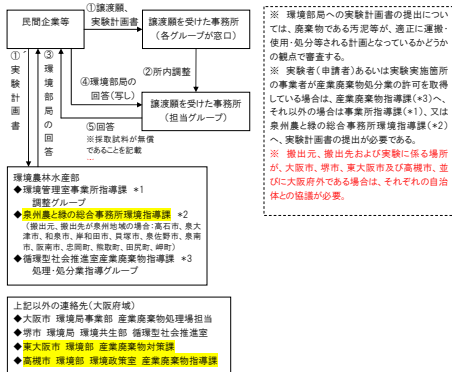 民間企業等
①譲渡願、
実験計画書
譲渡願を受けた事務所
(各グループが窓口)
②所内調整
①´実験計画書
③環境部局の回答
④環境部局の
回答(写し)
譲渡願を受けた事務所
(担当グループ)
⑤回答
※採取試料が無償
であることを記載
環境農林水産部
◆環境管理室事業所指導課 *1
調整グループ
◆泉州農と緑の総合事務所環境指導課 *2
(搬出元、搬出先が泉州地域の場合:高石市、泉大
津市、和泉市、岸和田市、貝塚市、泉佐野市、泉南
市、阪南市、忠岡町、熊取町、田尻町、岬町)
◆循環型社会推進室産業廃棄物指導課 *3
処理・処分業指導グループ
上記以外の連絡先(大阪府域)
◆大阪市 環境局事業部 産業廃棄物処理場担当
◆堺市 環境局 環境共生部 循環型社会推進室
◆東大阪市 環境部 産業廃棄物対策課
◆高槻市 環境部 環境政策室 産業廃棄物指導課
※ 環境部局への実験計画書の提出につい
ては、廃棄物である汚泥等が、適正に運搬・
使用・処分等される計画となっているかどうか
の観点で審査する。
※ 実験者(申請者)あるいは実験実施箇所
の事業者が産業廃棄物処分業の許可を取得
している場合は、産業廃棄物指導課(*3)へ、
それ以外の場合は事業所指導課(*1)、又は
泉州農と緑の総合事務所環境指導課(*2)
へ、実験計画書の提出が必要である。
※ 搬出元、搬出先および実験に係る場所
が、大阪市、堺市、東大阪市及び高槻市、並
びに大阪府外である場合は、それぞれの自治
体との協議が必要。